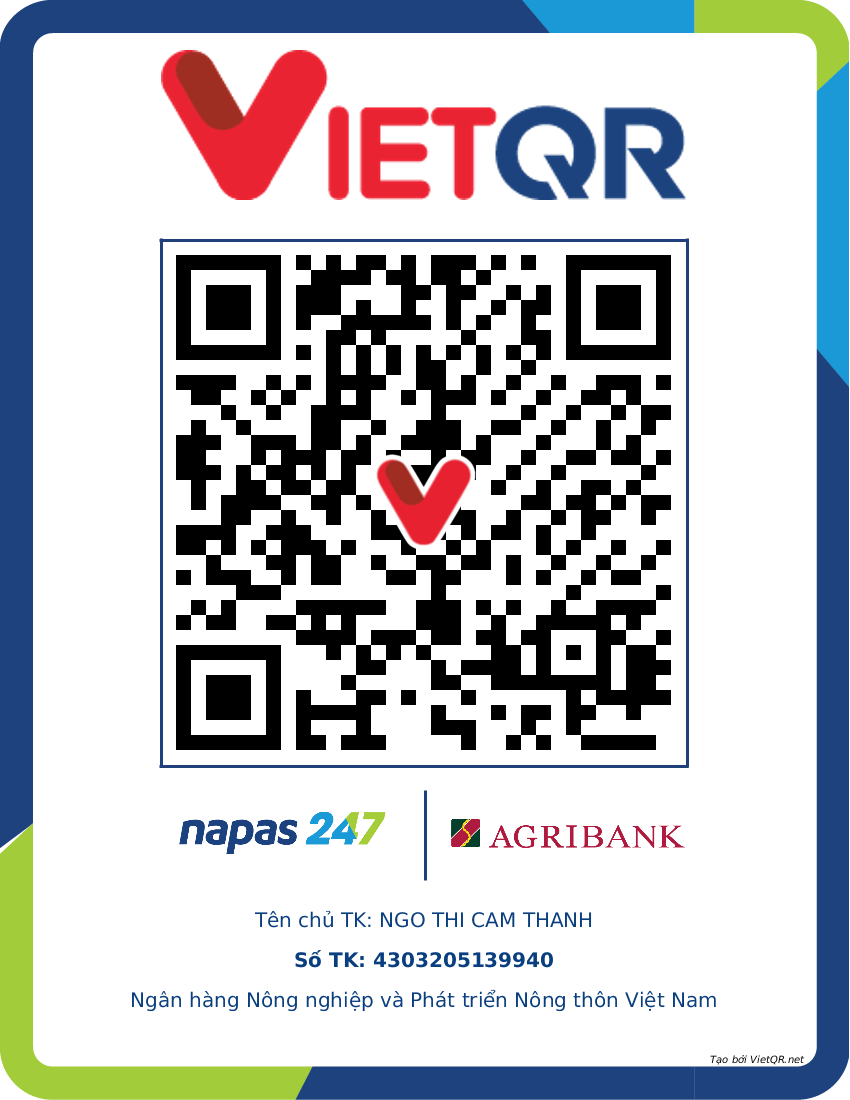 VIETQR
napas 247
AGRIBANK
Tên chủ TK: NGO THI CAM THANH
Số TK: 4303205139940
Ngân hàng Nông nghiệp và Phát triển Nông thôn Việt Nam
Tạo bởi VietQR.net